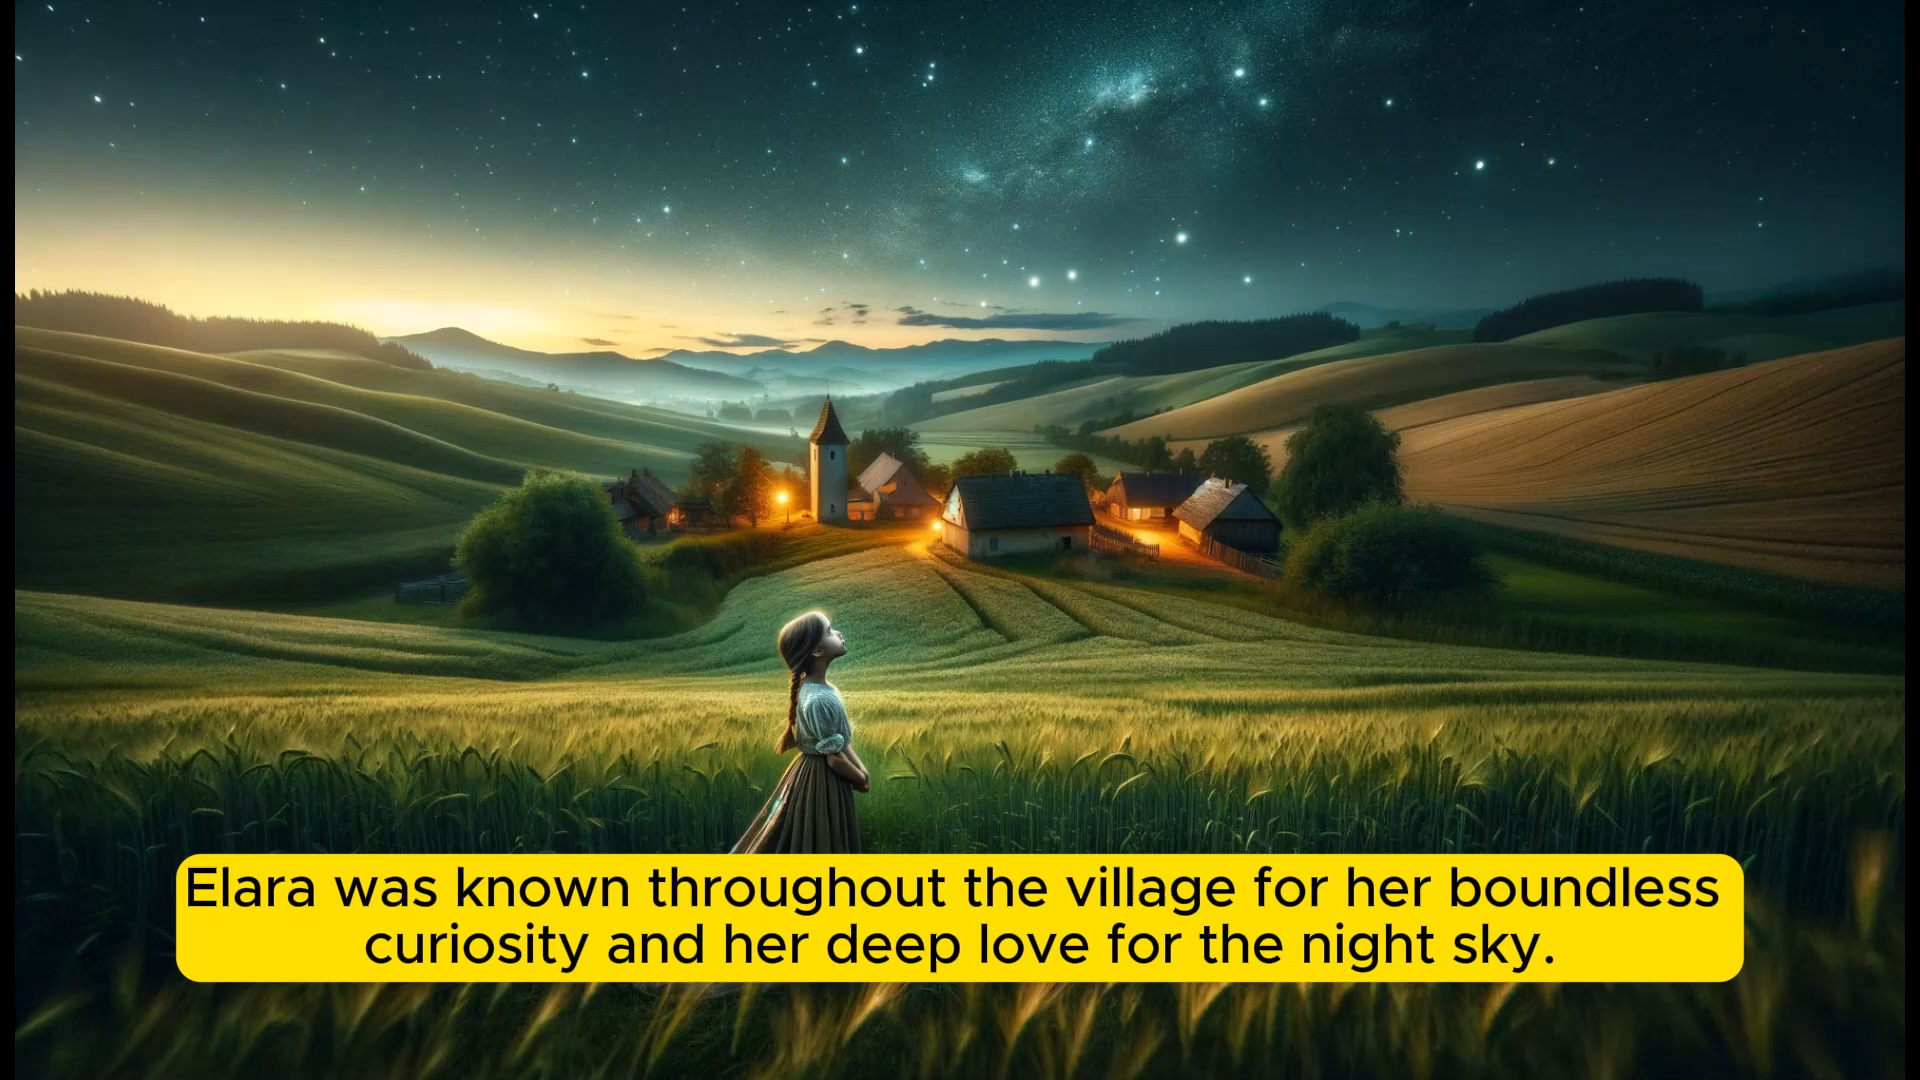 Elara was known throughout the village for her boundless
curiosity and her deep love for the night sky.